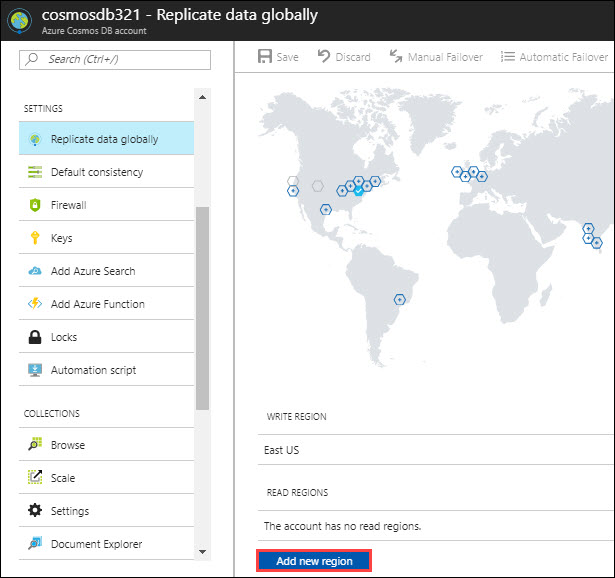 cosmosdb321 - Replicate data globally
Azure Cosmos DB account
Search (Ctrl+/)
SETTINGS
Replicate data globally
Default consistency
Firewall
Keys
Add Azure Search
Add Azure Function
Locks
Automation script
COLLECTIONS
Browse
Scale
Settings
Document Explorer
Save
Discard
Manual Failover
Automatic Failover
WRITE REGION
East US
READ REGIONS
The account has no read regions.
Add new region